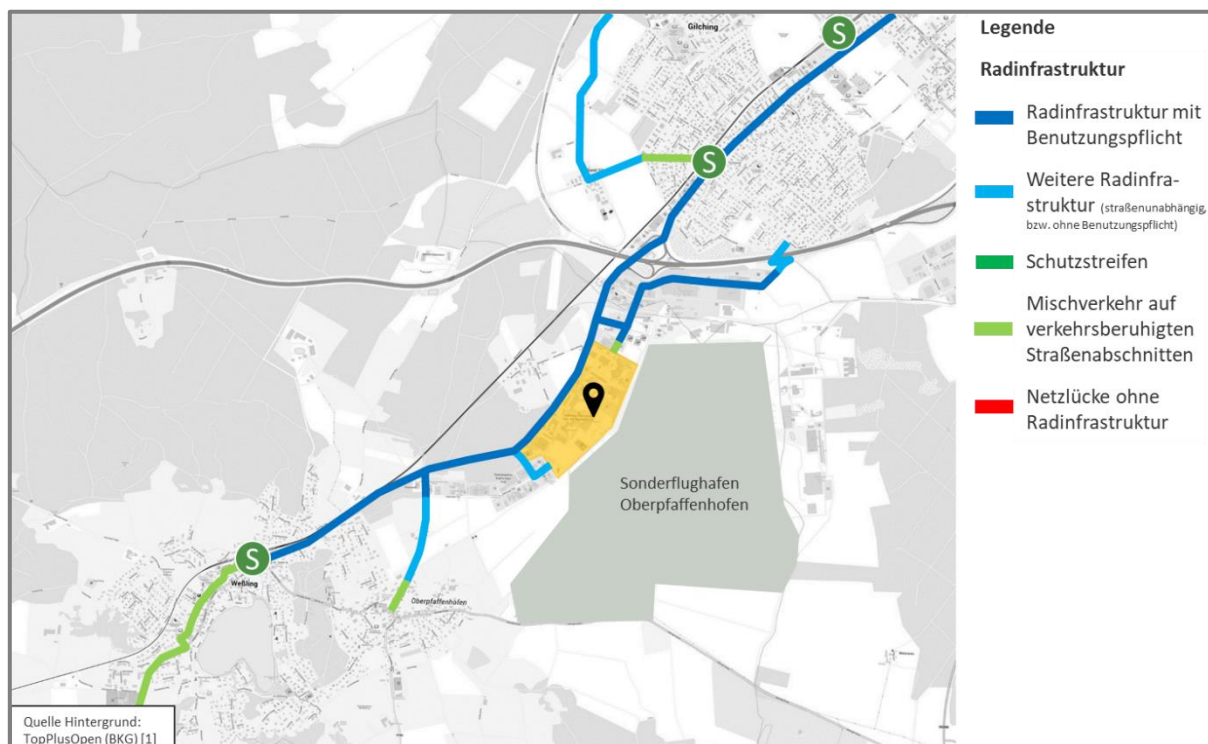 Gilching
S
S
Sonderflughafen
Oberpfaffenhofen
S
Weßling
Oberpfaffenhofen
Quelle Hintergrund:
TopPlusOpen (BKG) [1]
Legende
Radinfrastruktur
Radinfrastruktur mit
Benutzungspflicht
Weitere Radinfra-
struktur (straßenunabhängig,
bzw. ohne Benutzungspflicht)
Schutzstreifen
Mischverkehr auf
verkehrsberuhigten
Straßenabschnitten
Netzlücke ohne
Radinfrastruktur